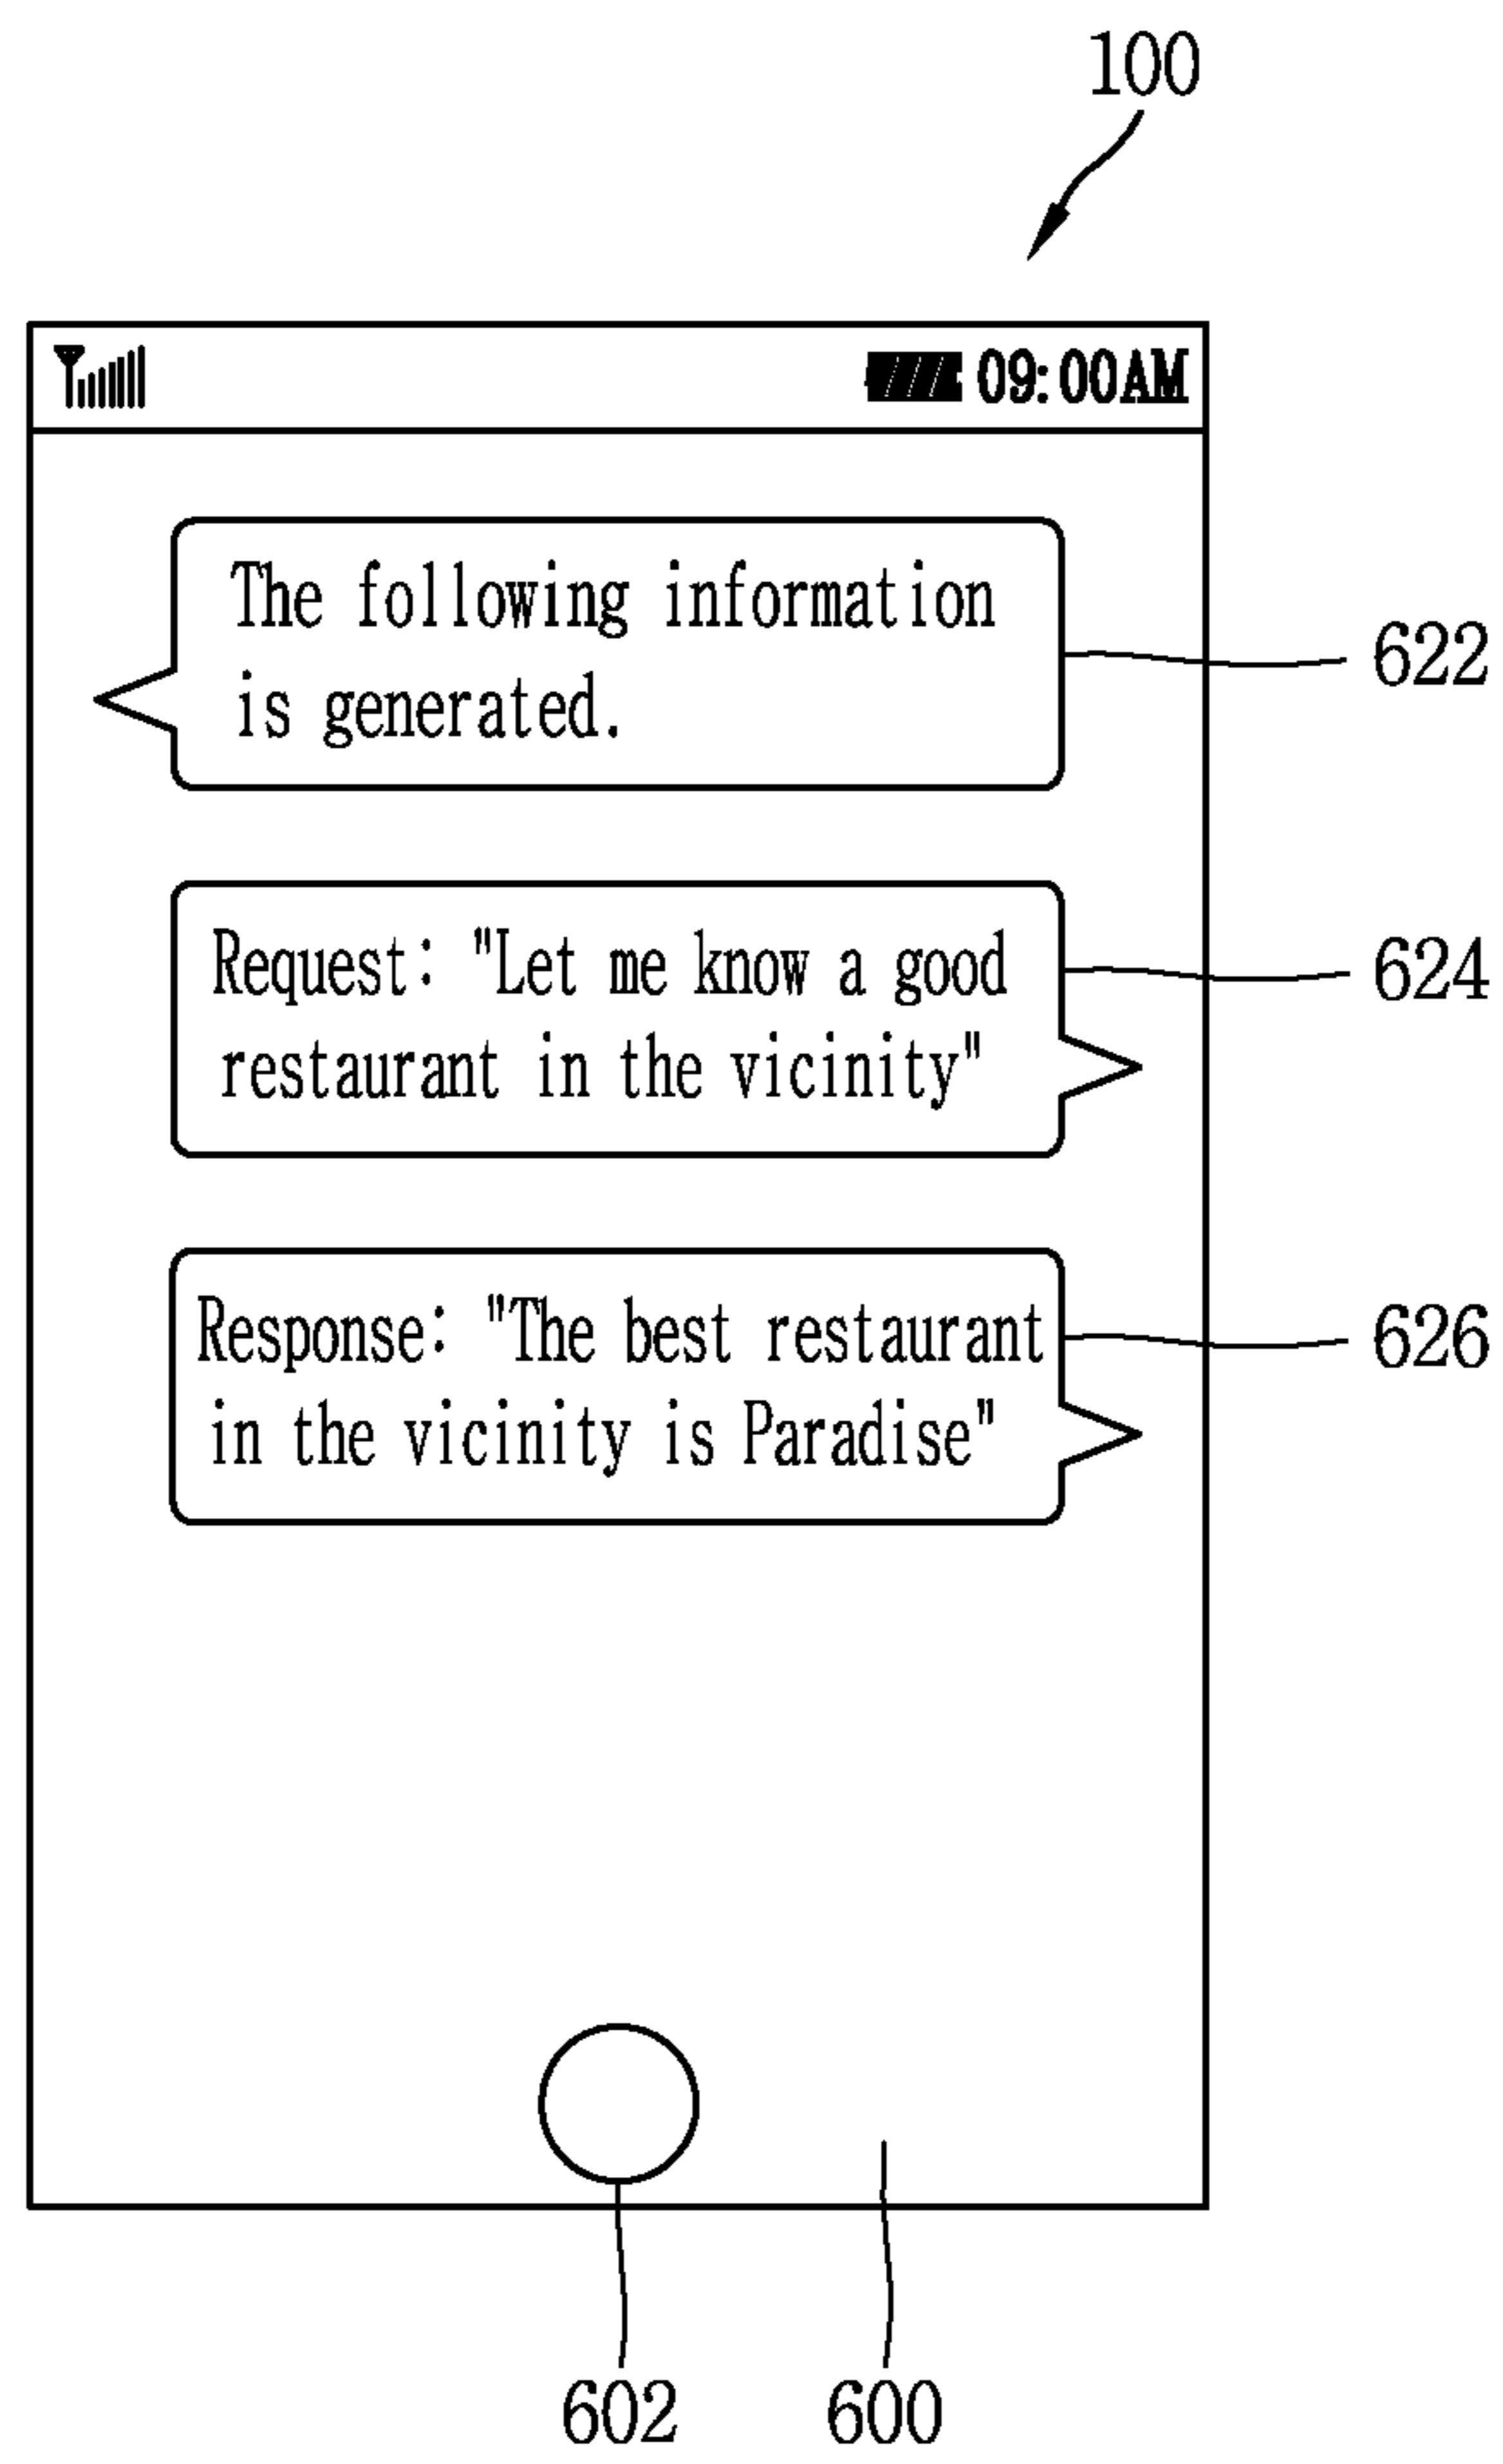 100
09:00AM
The following information
is generated.
622
Request: "Let me know a good
restaurant in the vicinity"
624
Response: "The best restaurant
in the vicinity is Paradise"
626
602
600